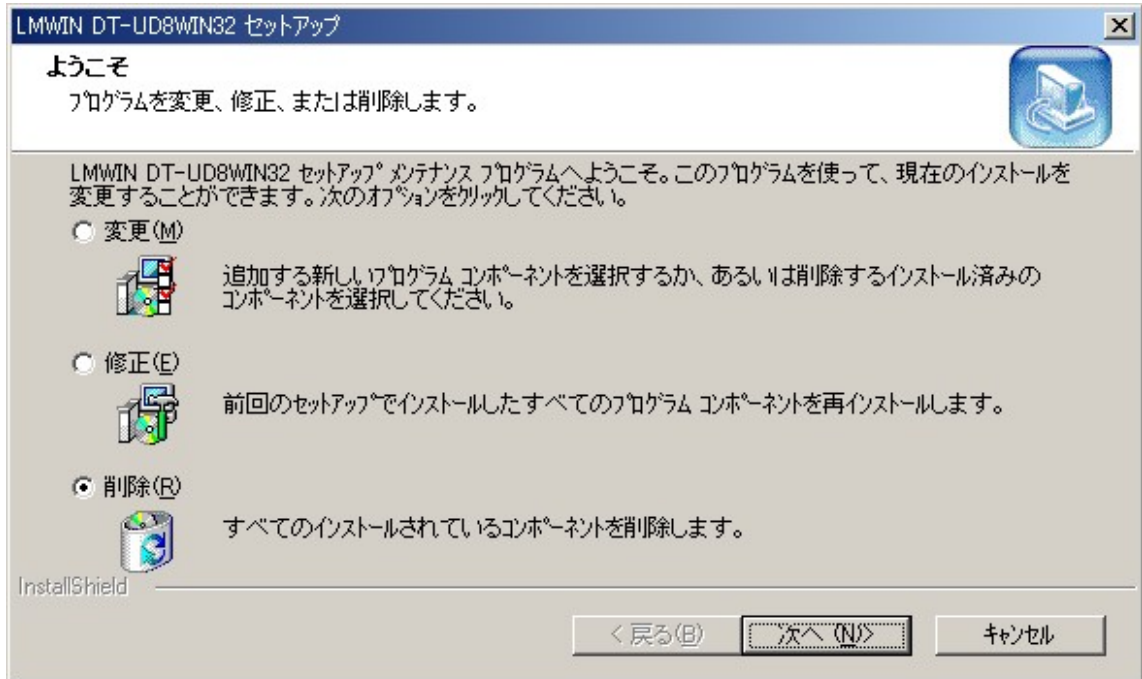 LMWIN DT-UD8WIN32 セットアップ
ようこそ
プログラムを変更、修正、または削除します。
LMWIN DT-UD8WIN32 セットアップ メンテナンス プログラムへようこそ。このプログラムを使って、現在のインストールを
変更することができます。次のオプションをクリックしてください。
変更(M)
追加する新しいプログラム コンポーネントを選択するか、あるいは削除するインストール済みの
コンポーネントを選択してください。
修正(E)
前回のセットアップでインストールしたすべてのプログラム コンポーネントを再インストールします。
削除(R)
すべてのインストールされているコンポーネントを削除します。
InstallShield
< 戻る(B)
次へ (N)>
キャンセル